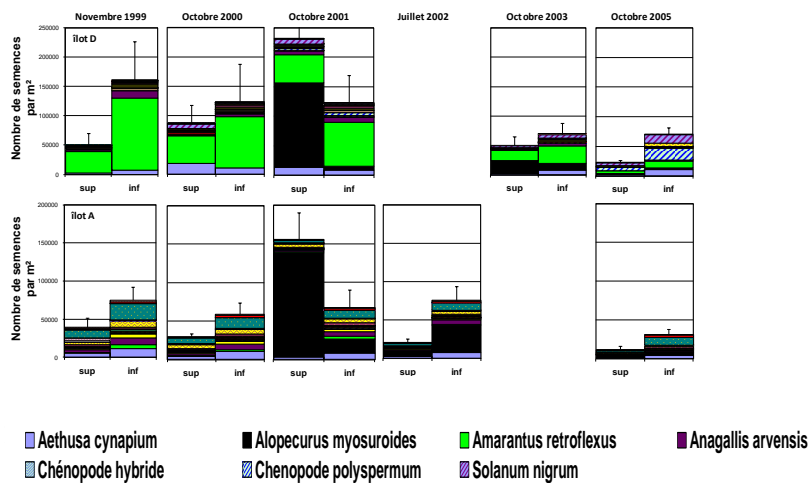 Novembre 1999 Octobre 2000 Octobre 2001 Juillet 2002 Octobre 2003 Octobre 2005
Nombre de semences
par m²
250000
200000
150000
100000
50000
0
îlot D
sup inf sup inf sup inf sup inf sup inf
Nombre de semences
par m²
200000
150000
100000
50000
0
îlot A
sup inf sup inf sup inf sup inf sup inf
Aethusa cynapium Alopecurus myosuroides Amarantus retroflexus Anagallis arvensis
Chénopode hybride Chenopode polyspermum Solanum nigrum